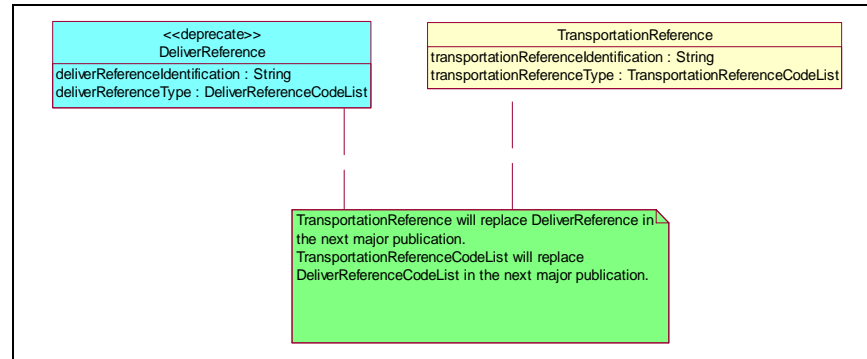 <<deprecate>>
DeliverReference
deliverReferenceIdentification : String
deliverReferenceType : DeliverReferenceCodeList
TransportationReference
transportationReferenceIdentification : String
transportationReferenceType : TransportationReferenceCodeList
TransportationReference will replace DeliverReference in
the next major publication.
TransportationReferenceCodeList will replace
DeliverReferenceCodeList in the next major publication.